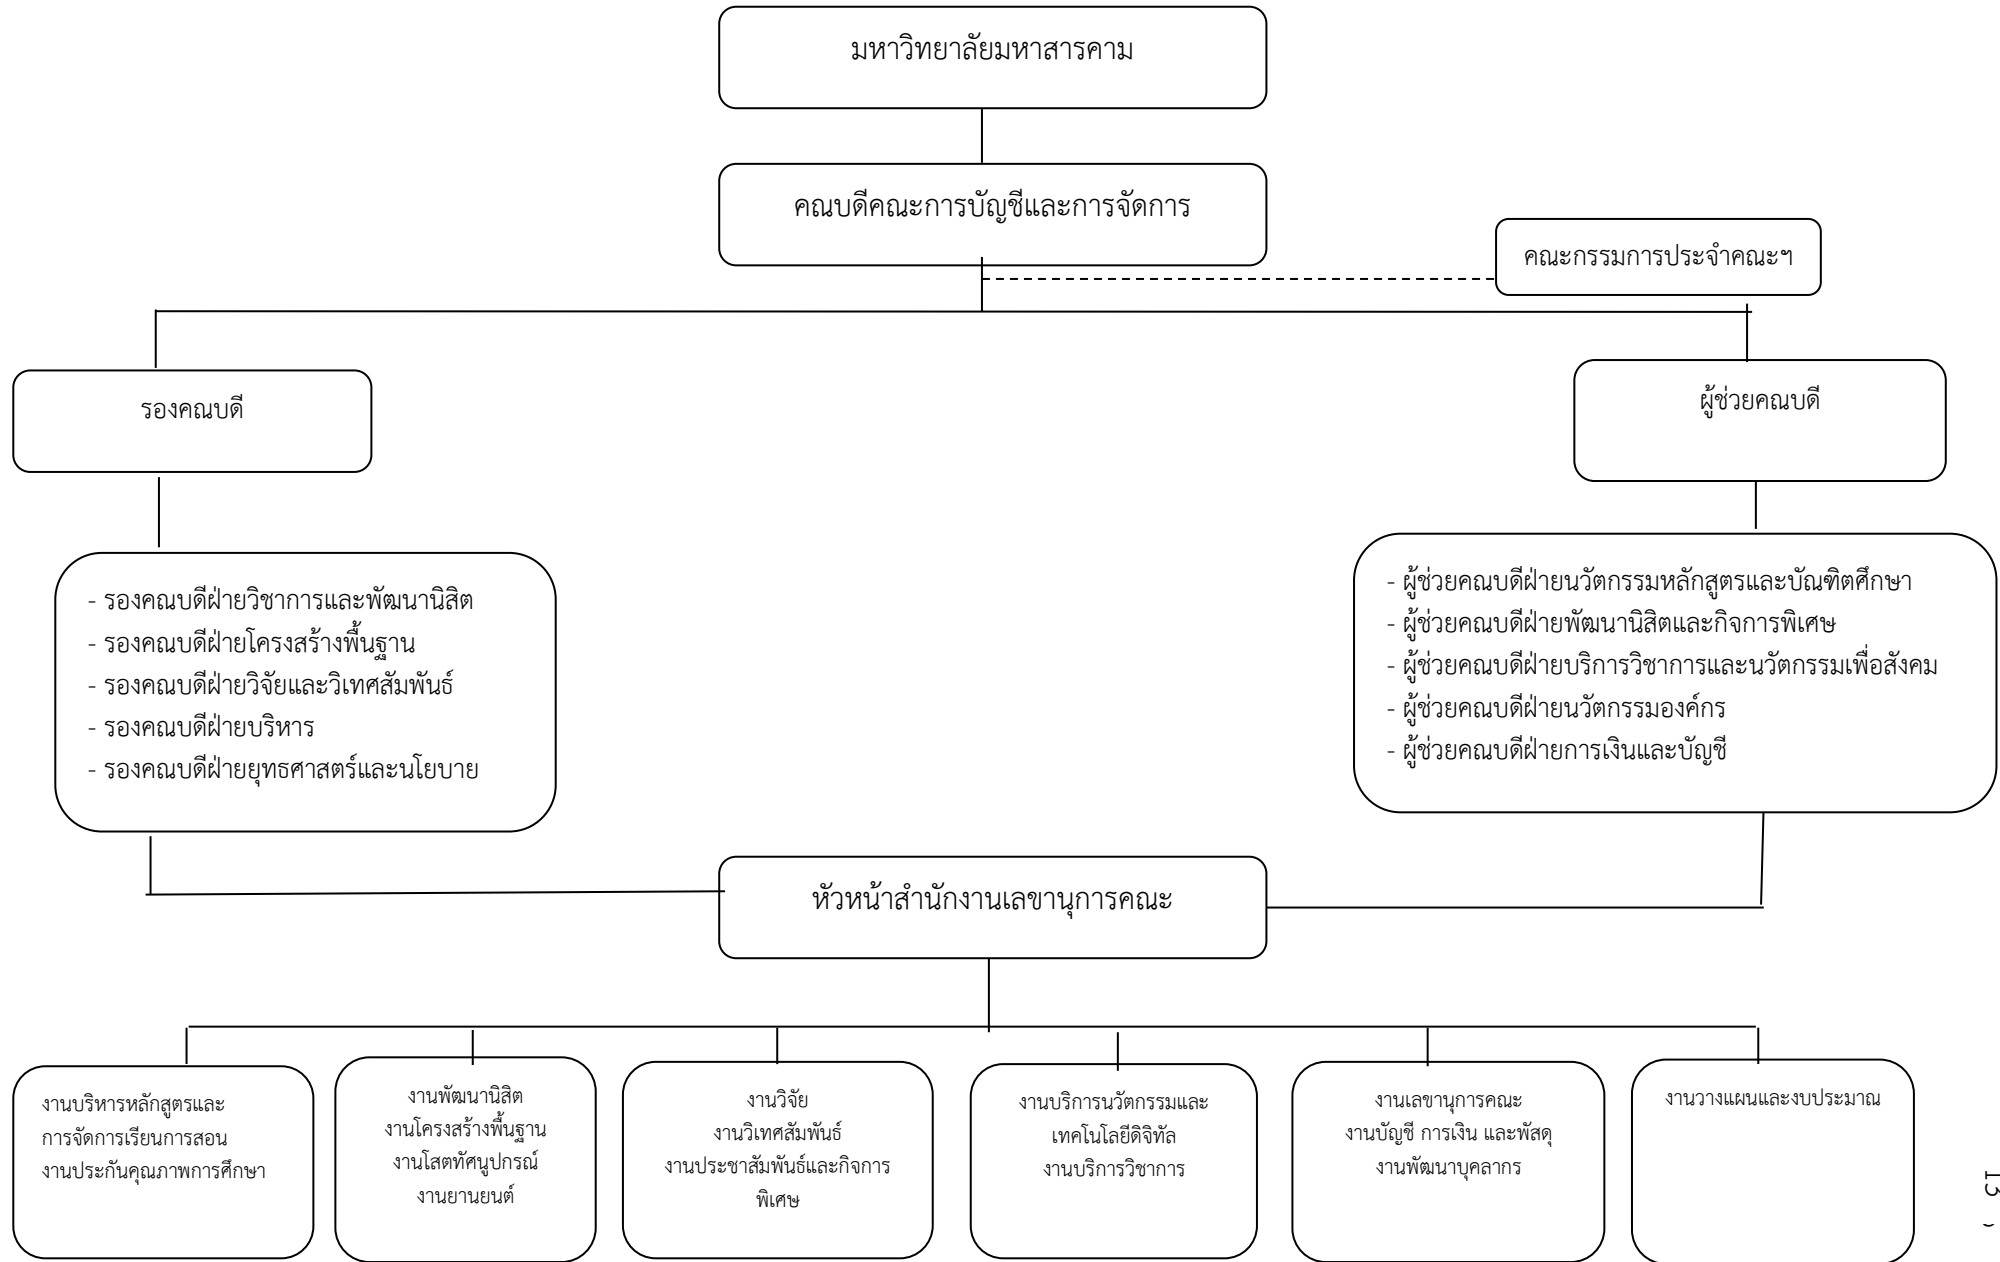 มหาวิทยาลัยมหาสารคาม
คณบดีคณะการบัญชีและการจัดการ
คณะกรรมการประจำคณะฯ
รองคณบดี
ผู้ช่วยคณบดี
- รองคณบดีฝ่ายวิชาการและพัฒนานิสิต
- รองคณบดีฝ่ายโครงสร้างพื้นฐาน
- รองคณบดีฝ่ายวิจัยและวิเทศสัมพันธ์
- รองคณบดีฝ่ายบริหาร
- รองคณบดีฝ่ายยุทธศาสตร์และนโยบาย
- ผู้ช่วยคณบดีฝ่ายนวัตกรรมหลักสูตรและบัณฑิตศึกษา
- ผู้ช่วยคณบดีฝ่ายพัฒนานิสิตและกิจการพิเศษ
- ผู้ช่วยคณบดีฝ่ายบริการวิชาการและนวัตกรรมเพื่อสังคม
- ผู้ช่วยคณบดีฝ่ายนวัตกรรมองค์กร
- ผู้ช่วยคณบดีฝ่ายการเงินและบัญชี
หัวหน้าสำนักงานเลขานุการคณะ
งานบริหารหลักสูตรและ
การจัดการเรียนการสอน
งานประกันคุณภาพการศึกษา
งานพัฒนานิสิต
งานโครงสร้างพื้นฐาน
งานโสตทัศนูปกรณ์
งานยานยนต์
งานวิจัย
งานวิเทศสัมพันธ์
งานประชาสัมพันธ์และกิจการ
พิเศษ
งานบริการนวัตกรรมและ
เทคโนโลยีดิจิทัล
งานบริการวิชาการ
งานเลขานุการคณะ
งานบัญชี การเงิน และพัสดุ
งานพัฒนาบุคลากร
งานวางแผนและงบประมาณ